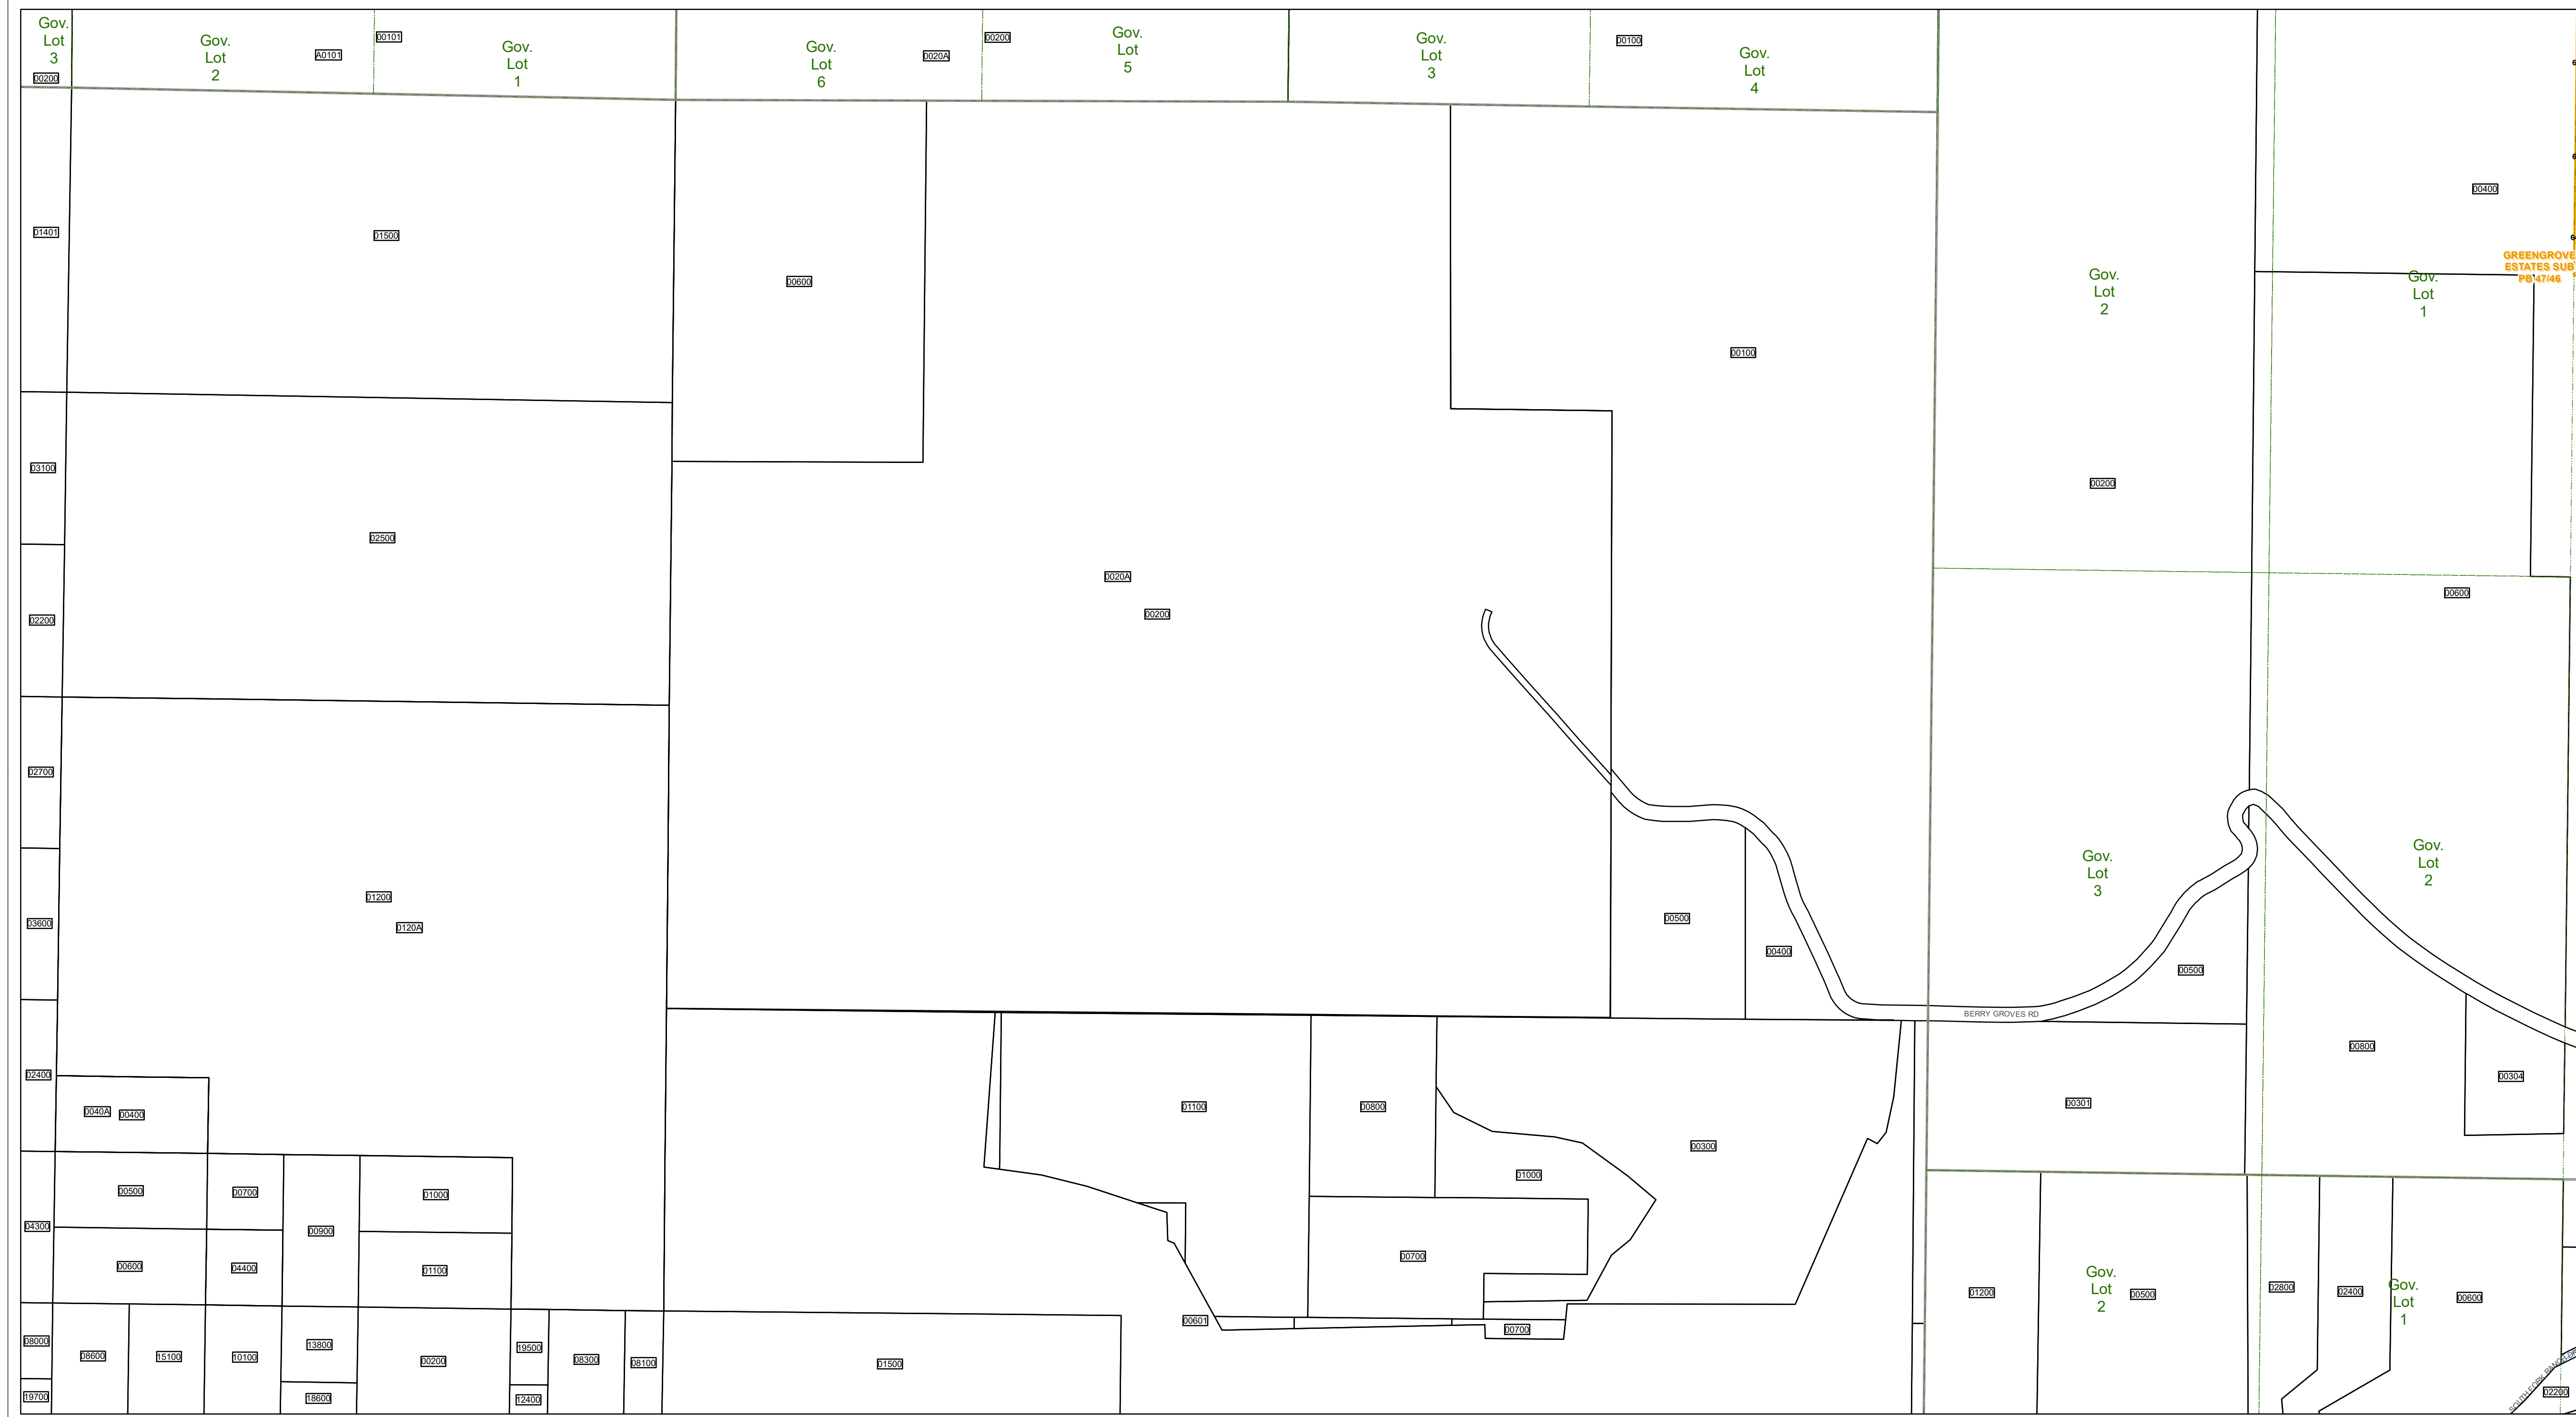 Gov.
Lot
3
00200
Gov.
Lot
2
A0101
00101
Gov.
Lot
1
Gov.
Lot
6
0020A
00200
Gov.
Lot
5
Gov.
Lot
3
00100
Gov.
Lot
4
00400
01401
01500
00600
GREENGROVE
ESTATES SUB
PB 47/46
Gov.
Lot
2
Gov.
Lot
1
00100
03100
00200
02500
0020A
00200
00600
02200
02700
Gov.
Lot
3
Gov.
Lot
2
01200
0120A
03600
00500
00400
00500
BERRY GROVES RD
00800
02400
00304
0040A
00400
01100
00800
00301
00300
01000
00500
00700
01000
04300
00900
00700
00600
04400
01100
Gov.
Lot
2
01200
00500
02800
02400
Gov.
Lot
1
00600
00601
00700
08000
08600
15100
10100
13800
00200
19500
08300
08100
01500
19700
18600
12400
02200